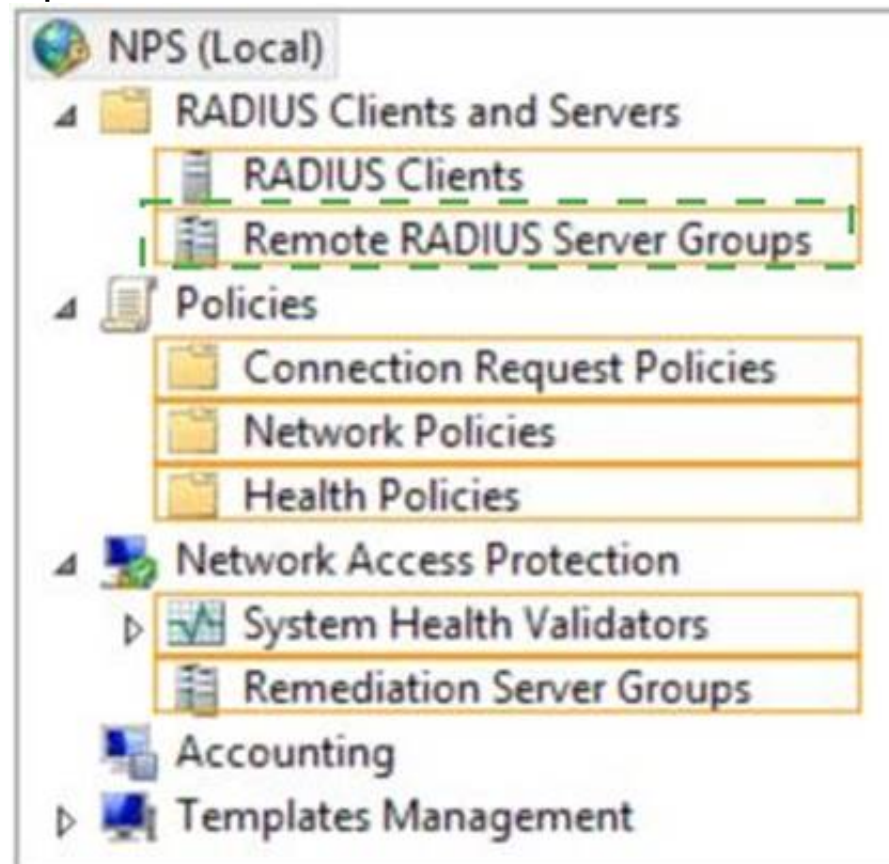 NPS (Local)
RADIUS Clients and Servers
RADIUS Clients
Remote RADIUS Server Groups
Policies
Connection Request Policies
Network Policies
Health Policies
Network Access Protection
System Health Validators
Remediation Server Groups
Accounting
Templates Management